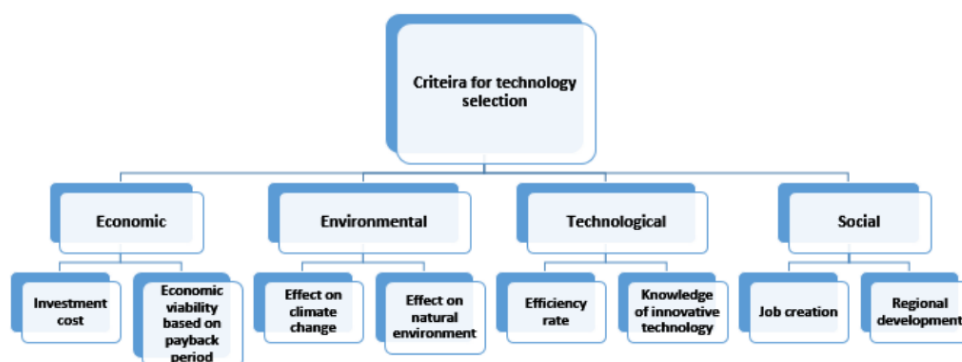 Criteira for technology
selection
Economic
Environmental
Technological
Social
Investment
cost
Economic
viability
based on
payback
period
Effect on
climate
change
Effect on
natural
environment
Efficiency
rate
Knowledge
of innovative
technology
Job creation
Regional
development